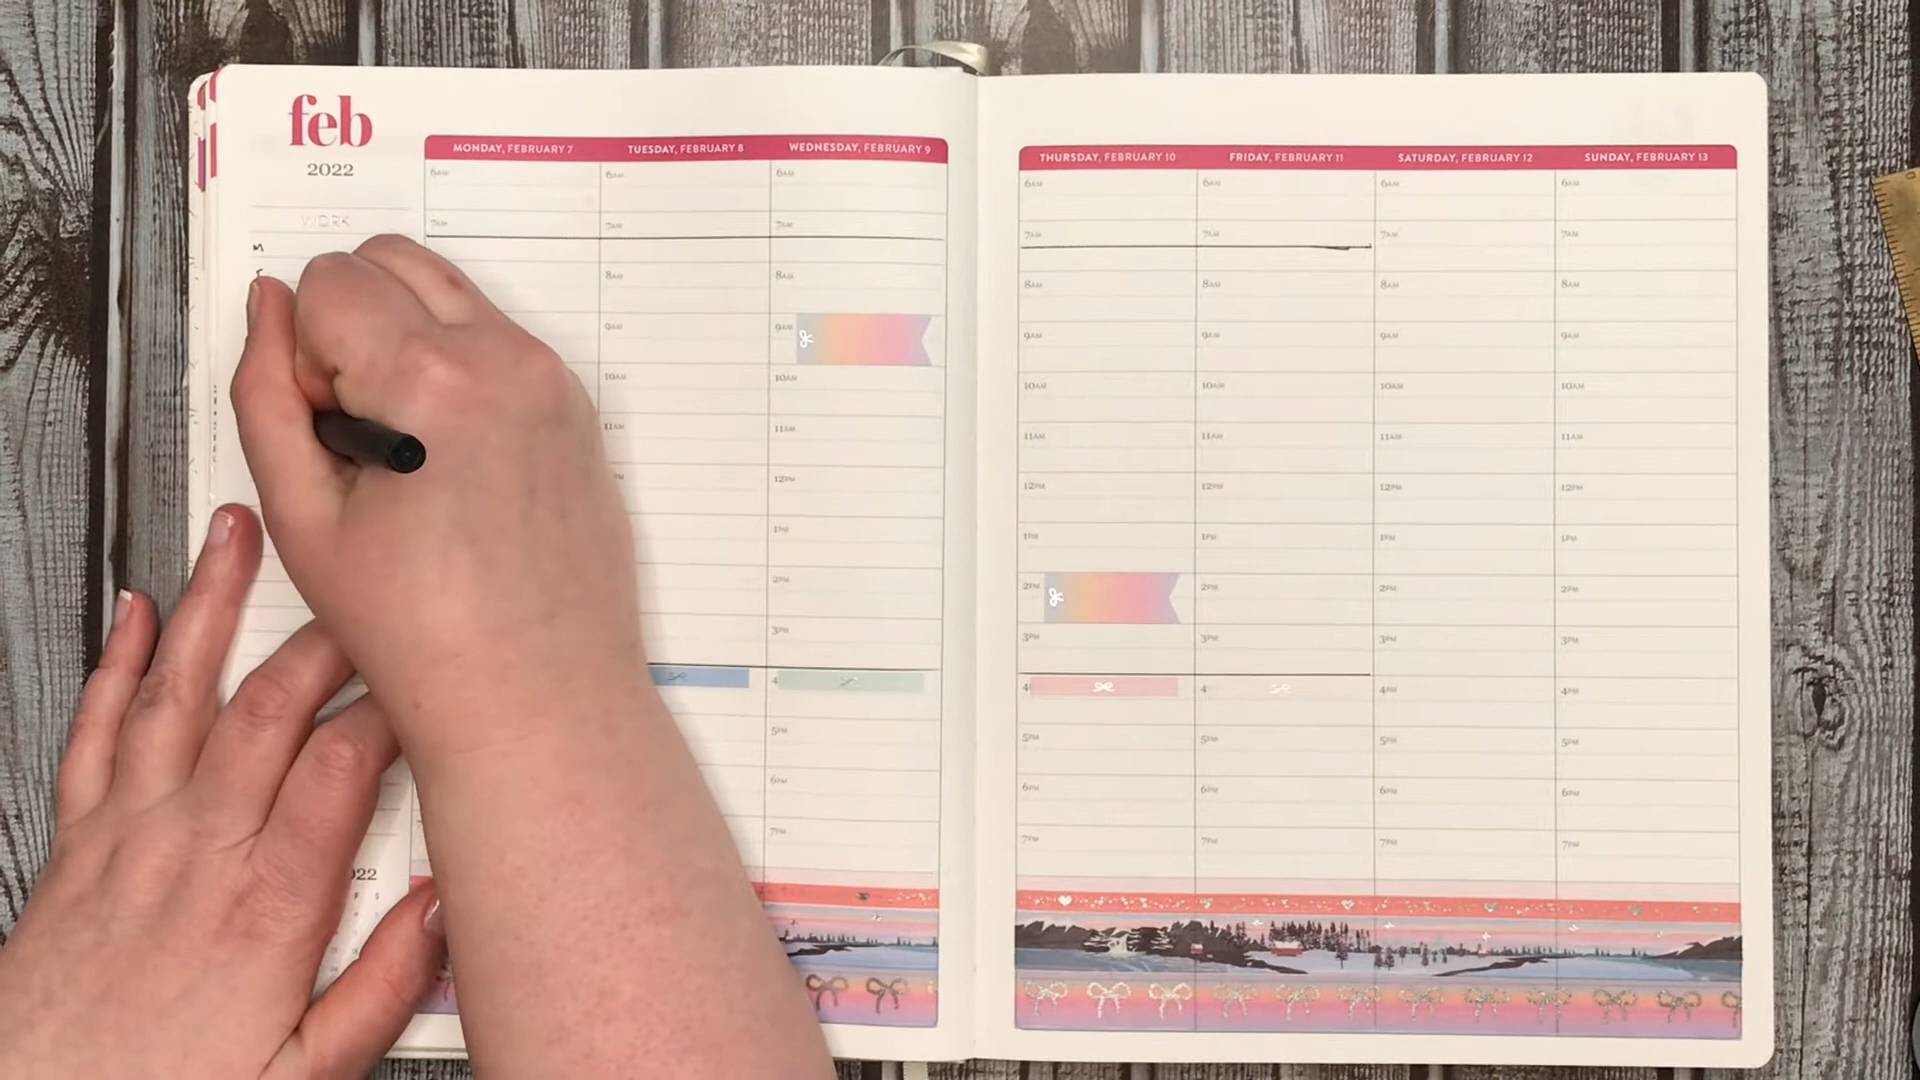 feb
2022
WORK
M
MONDAY, FEBRUARY 7 TUESDAY, FEBRUARY 8 WEDNESDAY, FEBRUARY 9
6AM 6AM 6AM
7AM 7AM 7AM
8AM 8AM
9AM 9AM
10AM 10AM
11AM 11AM
12PM
1PM
2PM
3PM
4
5PM
6PM
7PM
022
THURSDAY, FEBRUARY 10 FRIDAY, FEBRUARY 11 SATURDAY, FEBRUARY 12 SUNDAY, FEBRUARY 13
6AM 6AM 6AM 6AM
7AM 7AM 7AM 7AM
8AM 8AM 8AM 8AM
9AM 9AM 9AM 9AM
10AM 10AM 10AM 10AM
11AM 11AM 11AM 11AM
12PM 12PM 12PM 12PM
1PM 1PM 1PM 1PM
2PM 2PM 2PM 2PM
3PM 3PM 3PM 3PM
4 4 4PM 4PM
5PM 5PM 5PM 5PM
6PM 6PM 6PM 6PM
7PM 7PM 7PM 7PM